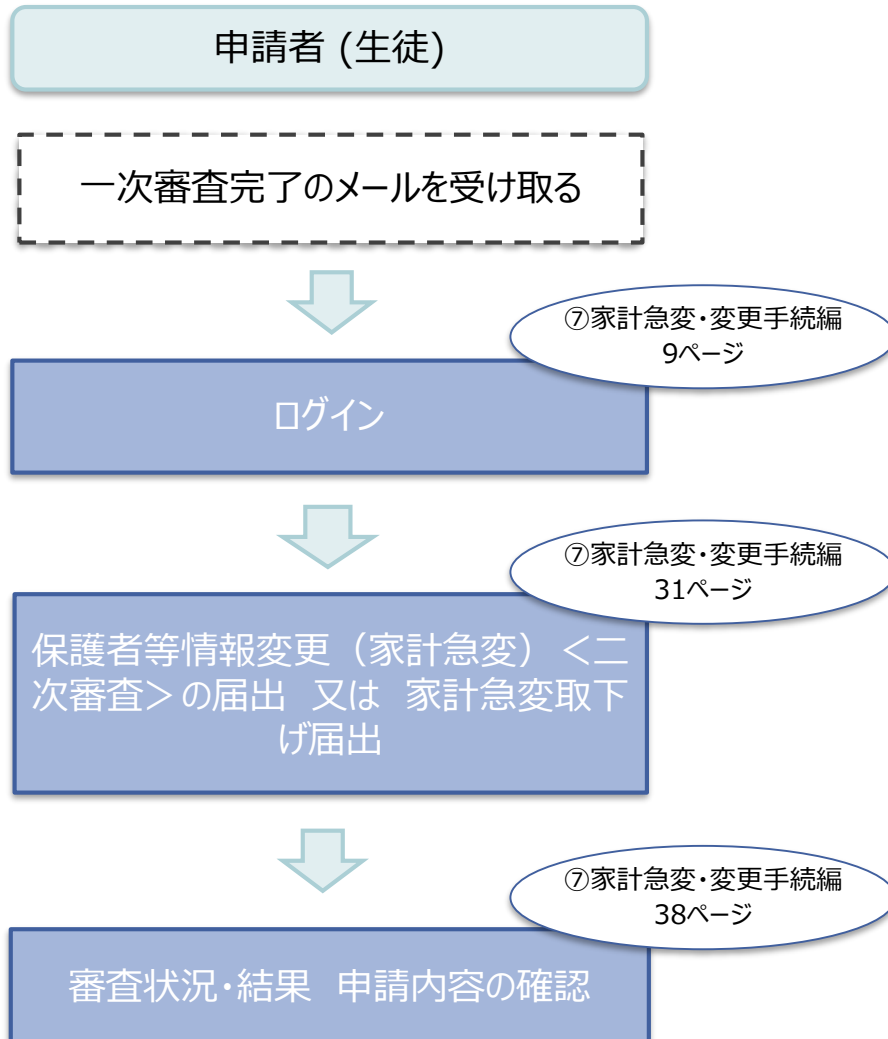 申請者 (生徒)
一次審査完了のメールを受け取る
⑦家計急変・変更手続編
9ページ
ログイン
⑦家計急変・変更手続編
31ページ
保護者等情報変更（家計急変）＜二
次審査＞の届出 又は 家計急変取下
げ届出
⑦家計急変・変更手続編
38ページ
審査状況・結果 申請内容の確認